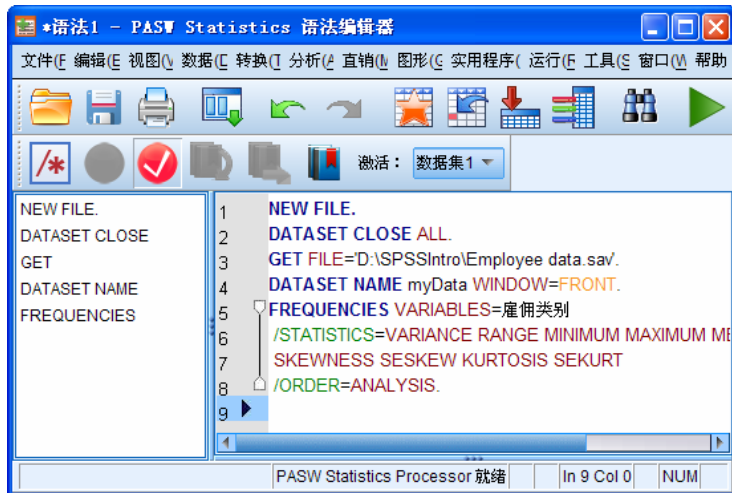 *语法1 - PASW Statistics 语法编辑器
文件(F 编辑(E 视图(V 数据(D 转换(T 分析(A 直销(M 图形(G 实用程序( 运行(R 工具(S 窗口(W 帮助
/*
激活: 数据集1
NEW FILE.
DATASET CLOSE
GET
DATASET NAME
FREQUENCIES
1 NEW FILE.
2 DATASET CLOSE ALL.
3 GET FILE='D:\SPSSIntro\Employee data.sav'.
4 DATASET NAME myData WINDOW=FRONT.
5 FREQUENCIES VARIABLES=雇佣类别
6 /STATISTICS=VARIANCE RANGE MINIMUM MAXIMUM ME
7 SKEWNESS SESKEW KURTOSIS SEKURT
8 /ORDER=ANALYSIS.
9
PASW Statistics Processor 就绪 In 9 Col 0 NUM